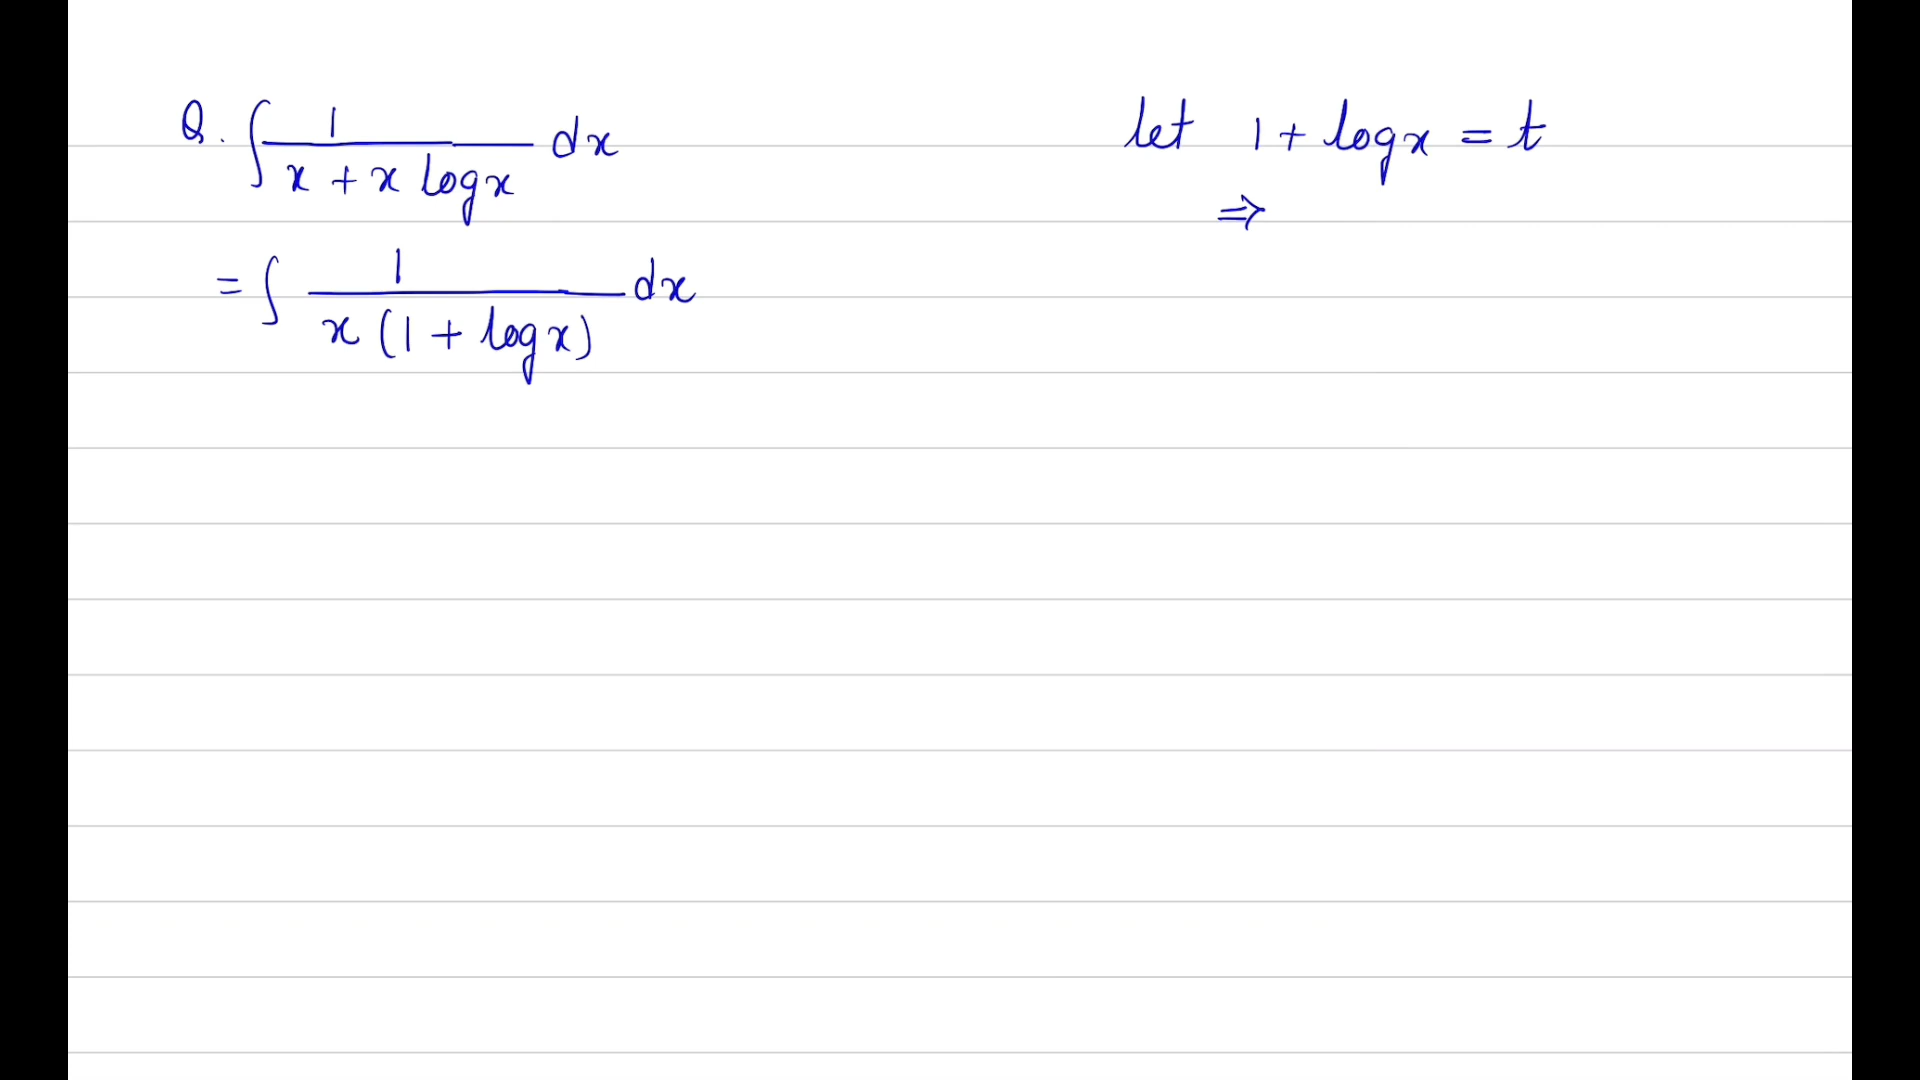 Q. ∫ 1/(x + x log x) dx
= ∫ 1/(x (1 + log x)) dx
let 1 + log x = t
⇒